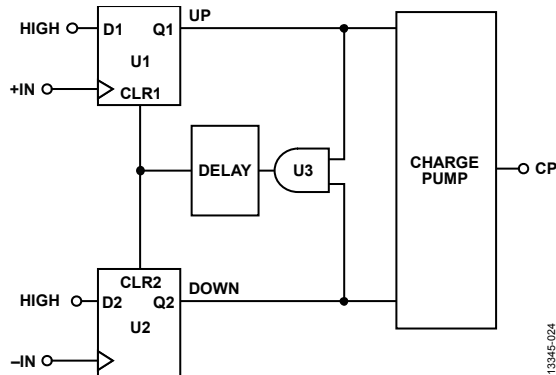 HIGH D1 Q1 UP
U1
+IN CLR1
DELAY U3 CHARGE PUMP CP
CLR2
HIGH D2 Q2 DOWN
U2
–IN
13345-024